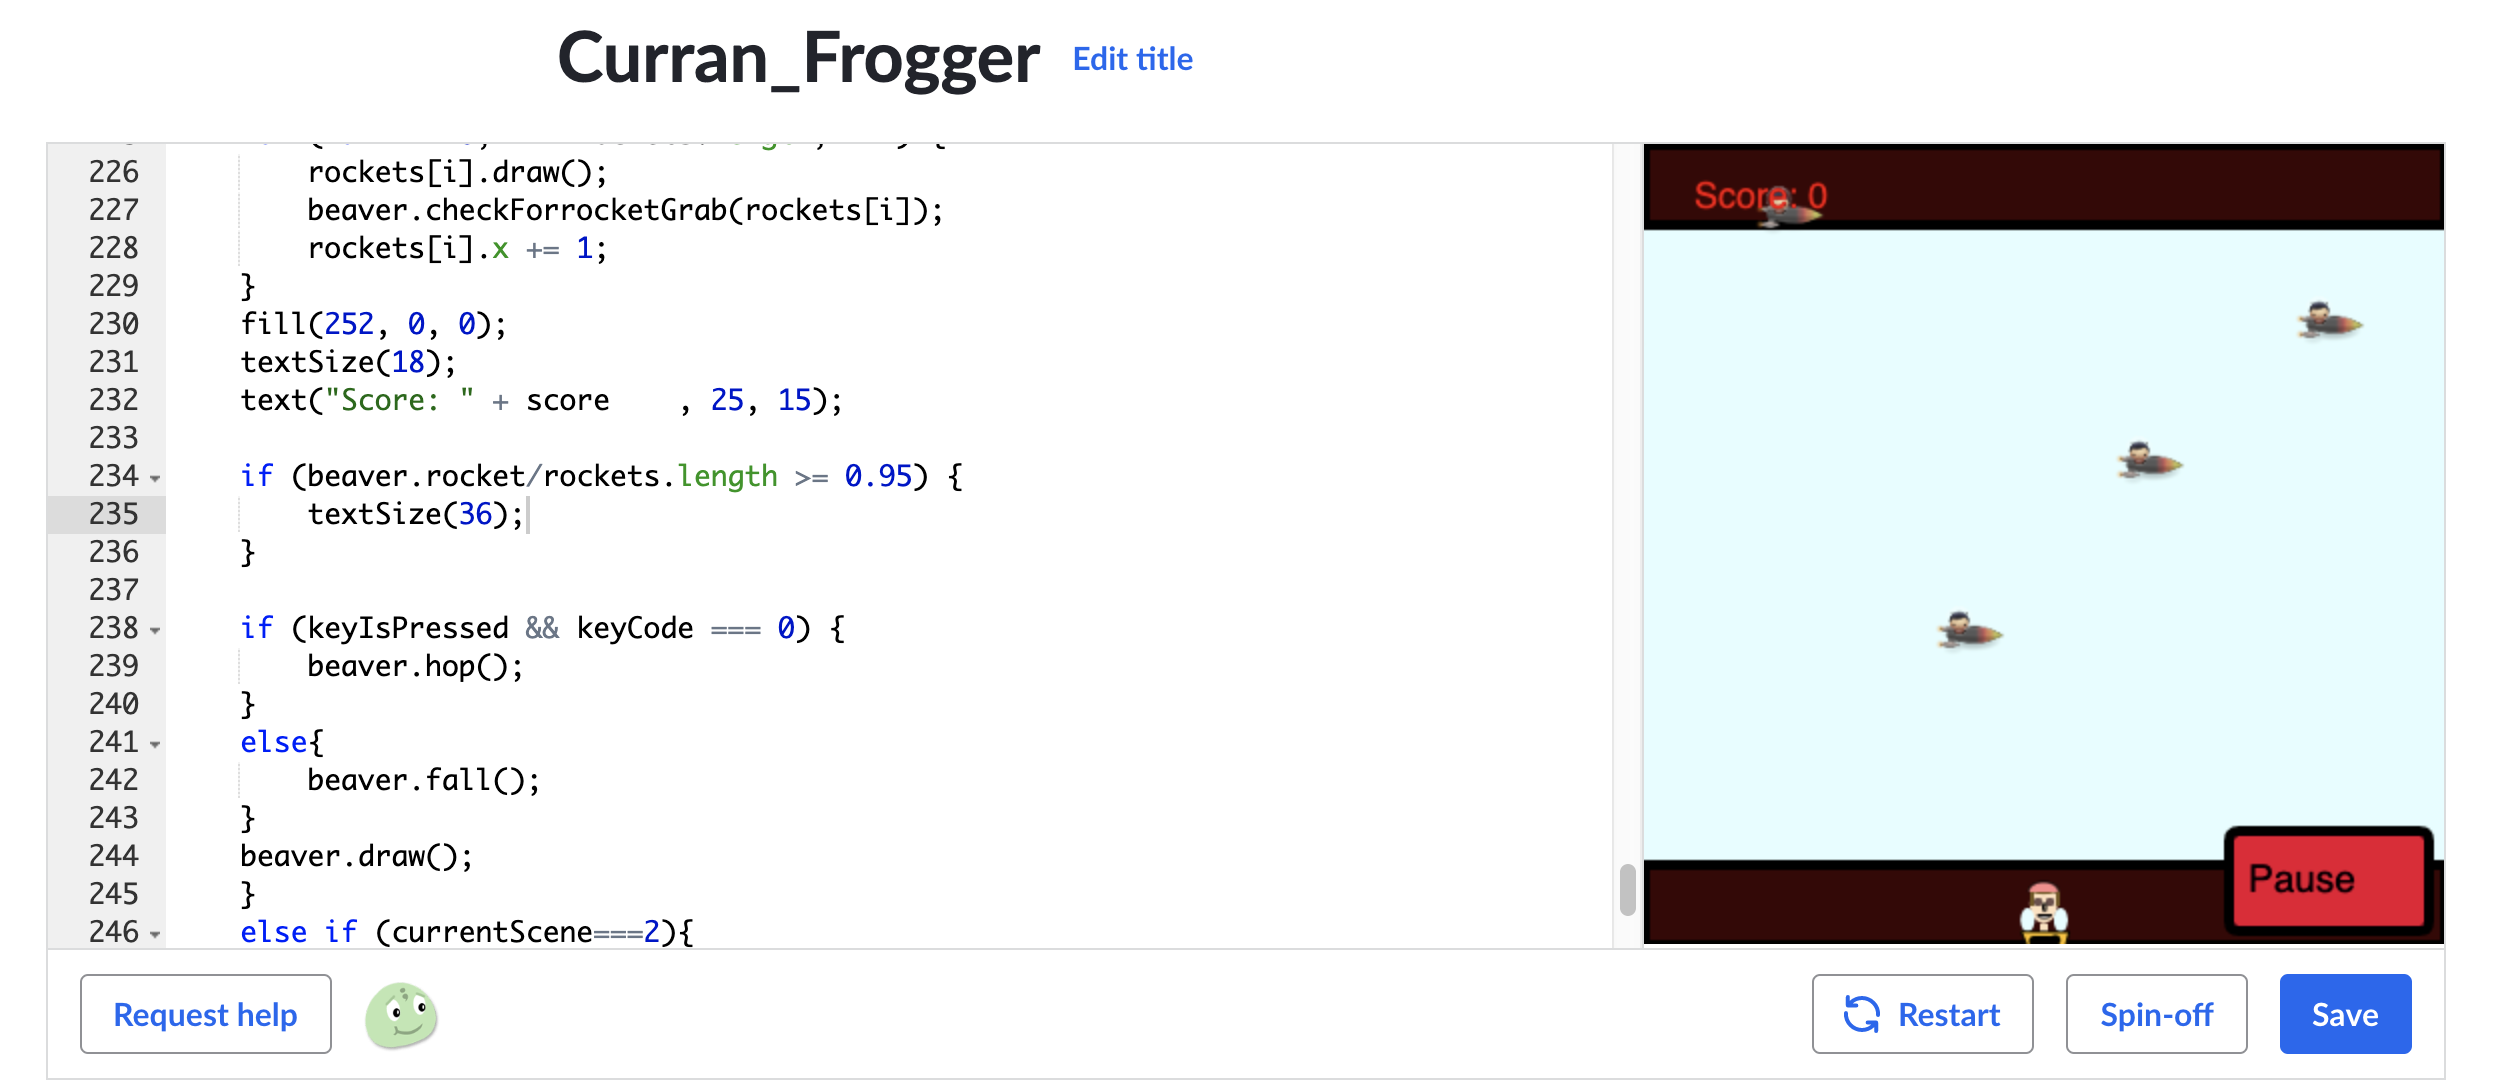 Curran_Frogger Edit title
226 rockets[i].draw();
227 beaver.checkForrocketGrab(rockets[i]);
228 rockets[i].x += 1;
229 }
230 fill(252, 0, 0);
231 textSize(18);
232 text("Score: " + score    , 25, 15);
233
234 if (beaver.rocket/rockets.length >= 0.95) {
235 textSize(36);
236 }
237
238 if (keyIsPressed && keyCode === 0) {
239 beaver.hop();
240 }
241 else{
242 beaver.fall();
243 }
244 beaver.draw();
245 }
246 else if (currentScene===2){
Score: 0
Pause
Request help
Restart
Spin-off
Save